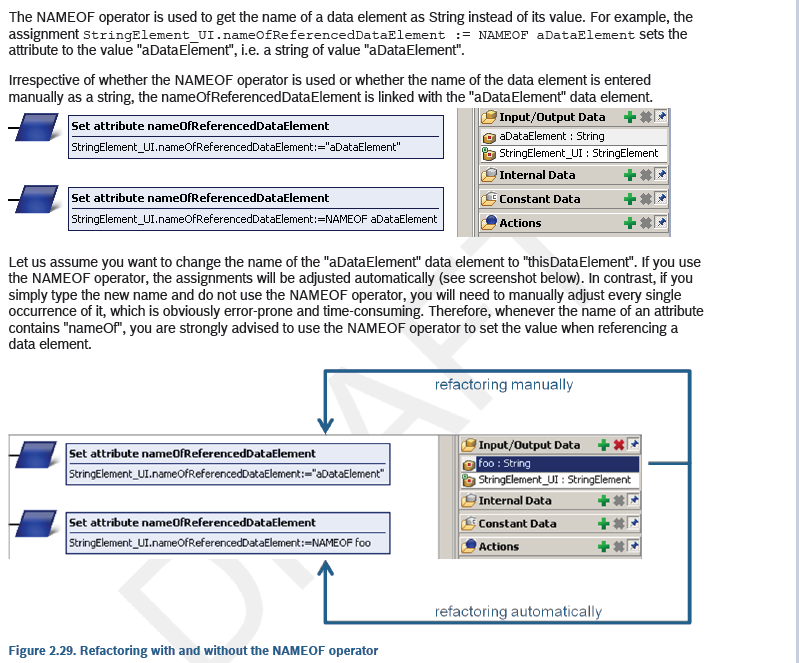 The NAMEOF operator is used to get the name of a data element as String instead of its value. For example, the
assignment StringElement_UI.nameOfReferencedDataElement := NAMEOF aDataElement sets the
attribute to the value "aDataElement", i.e. a string of value "aDataElement".
Irrespective of whether the NAMEOF operator is used or whether the name of the data element is entered
manually as a string, the nameOfReferencedDataElement is linked with the "aDataElement" data element.
Set attribute nameOfReferencedDataElement
StringElement_UI.nameOfReferencedDataElement:="aDataElement"
Set attribute nameOfReferencedDataElement
StringElement_UI.nameOfReferencedDataElement:=NAMEOF aDataElement
Input/Output Data
aDataElement : String
StringElement_UI : StringElement
Internal Data
Constant Data
Actions
Let us assume you want to change the name of the "aDataElement" data element to "thisDataElement". If you use
the NAMEOF operator, the assignments will be adjusted automatically (see screenshot below). In contrast, if you
simply type the new name and do not use the NAMEOF operator, you will need to manually adjust every single
occurrence of it, which is obviously error-prone and time-consuming. Therefore, whenever the name of an attribute
contains "nameOf", you are strongly advised to use the NAMEOF operator to set the value when referencing a
data element.
refactoring manually
Set attribute nameOfReferencedDataElement
StringElement_UI.nameOfReferencedDataElement:="aDataElement"
Set attribute nameOfReferencedDataElement
StringElement_UI.nameOfReferencedDataElement:=NAMEOF foo
Input/Output Data
foo : String
StringElement_UI : StringElement
Internal Data
Constant Data
Actions
refactoring automatically
Figure 2.29. Refactoring with and without the NAMEOF operator
DRAFT